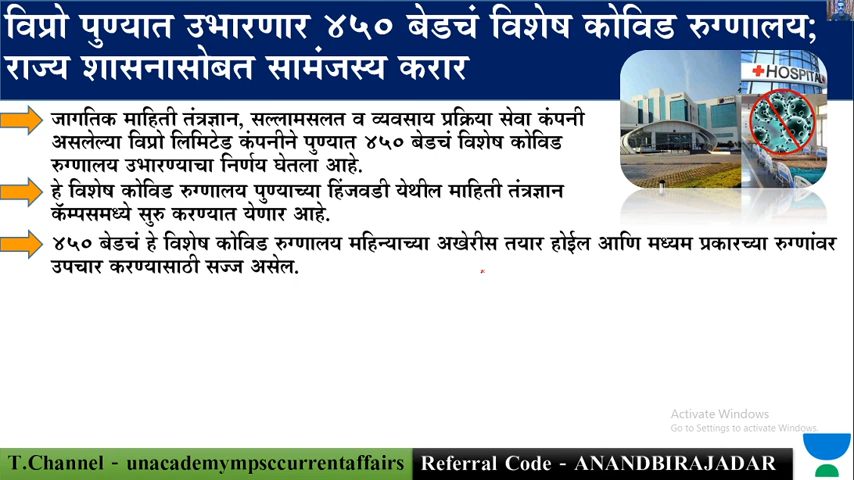 विप्रो पुण्यात उभारणार ४५० बेडचं विशेष कोविड रुग्णालय;
राज्य शासनासोबत सामंजस्य करार
HOSPITAL
जागतिक माहिती तंत्रज्ञान, सल्लामसलत व व्यवसाय प्रक्रिया सेवा कंपनी
असलेल्या विप्रो लिमिटेड कंपनीने पुण्यात ४५० बेडचं विशेष कोविड
रुग्णालय उभारण्याचा निर्णय घेतला आहे.
हे विशेष कोविड रुग्णालय पुण्याच्या हिंजवडी येथील माहिती तंत्रज्ञान
कॅम्पसमध्ये सुरु करण्यात येणार आहे.
४५० बेडचं हे विशेष कोविड रुग्णालय महिन्याच्या अखेरीस तयार होईल आणि मध्यम प्रकारच्या रुग्णांवर
उपचार करण्यासाठी सज्ज असेल.
Activate Windows
Go to Settings to activate Windows.
T.Channel - unacademympsccurrentaffairs
Referral Code - ANANDBIRAJADAR